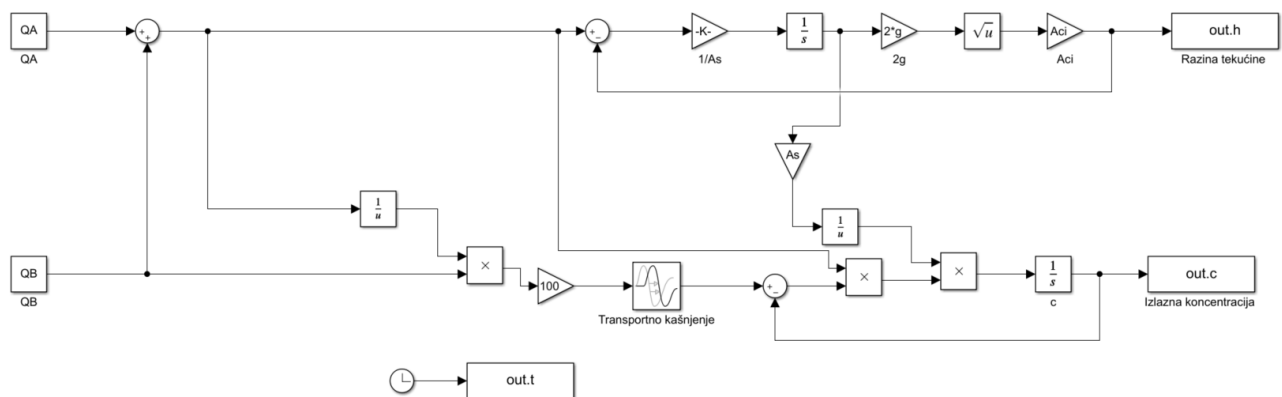 QA
QA
+
+
+
−
-K-
1/As
1
s
2*g
2g
√u
Aci
Aci
out.h
Razina tekućine
As
1
u
1
u
QB
QB
×
100
Transportno kašnjenje
+
−
×
×
1
s
c
out.c
Izlazna koncentracija
out.t